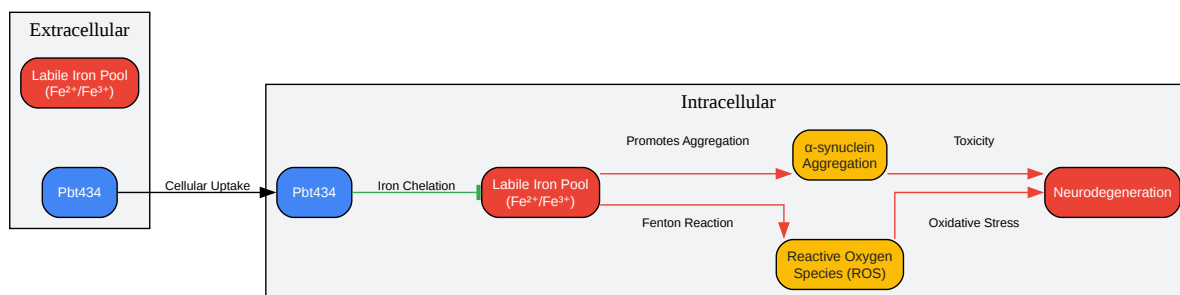 Extracellular
Labile Iron Pool
(Fe²⁺/Fe³⁺)
Pbt434
Cellular Uptake
Intracellular
Pbt434
Iron Chelation
Labile Iron Pool
(Fe²⁺/Fe³⁺)
Promotes Aggregation
Fenton Reaction
α-synuclein
Aggregation
Reactive Oxygen
Species (ROS)
Toxicity
Oxidative Stress
Neurodegeneration